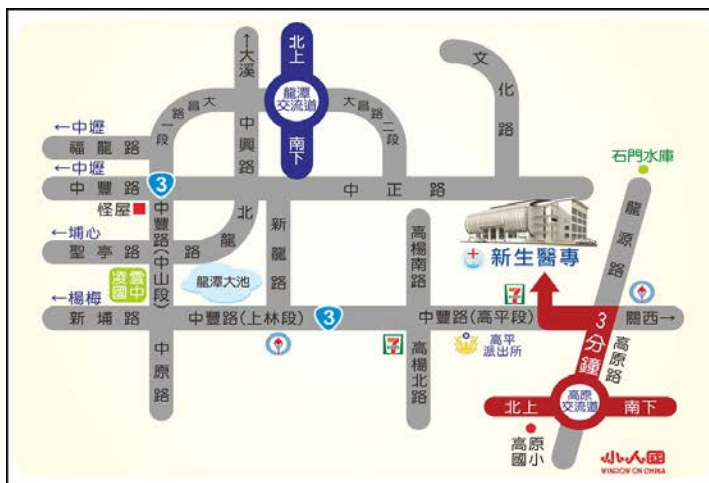 北上
龍潭
交流道
南下
←大溪
中興路
大昌路一段
大昌路二段
文化路
←中壢
福龍路
←中壢
中豐路
3
中正路
石門水庫
怪屋
中豐路(中山段)
北龍路
新龍路
←埔心
聖亭路
龍源路
高楊南路
新生醫專
凌雲
國中
龍潭大池
←楊梅
新埔路
中豐路(上林段)
3
中豐路(高平段)
關西→
3分鐘
高原路
高平
派出所
中原路
高楊北路
北上
高原
交流道
南下
高原
國小
小人國
WINDOW ON CHINA